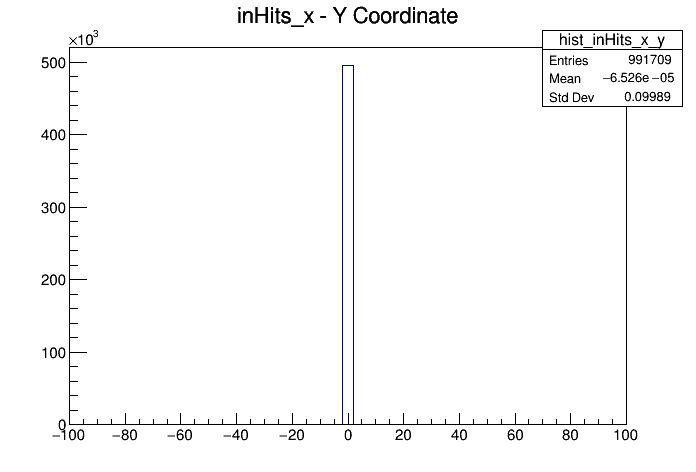 inHits_x - Y Coordinate
×10³
hist_inHits_x_y
Entries 991709
Mean −6.526e−05
Std Dev 0.09989
500
400
300
200
100
0
−100 −80 −60 −40 −20 0 20 40 60 80 100